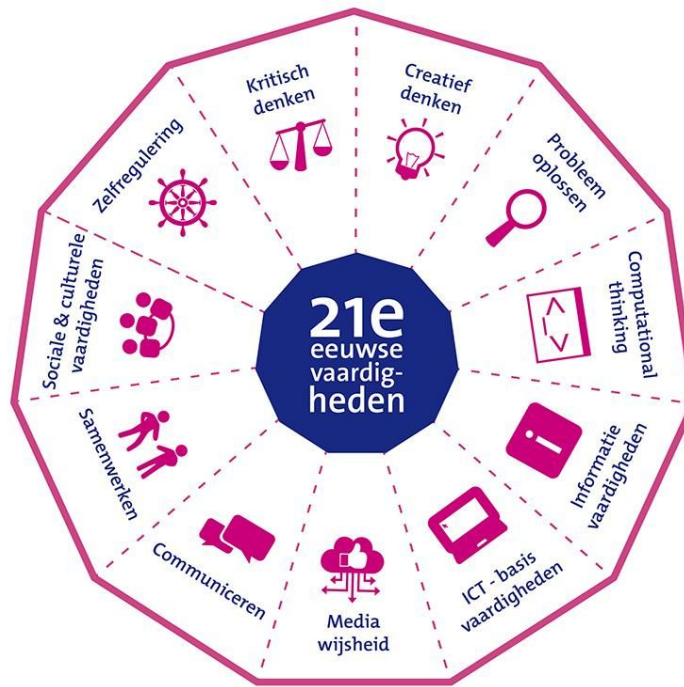 21e
eeuwse
vaardig-
heden
Kritisch
denken
Creatief
denken
Probleem
oplossen
Computational
thinking
Informatie
vaardigheden
ICT - basis
vaardigheden
Media
wijsheid
Communiceren
Samenwerken
Sociale & culturele
vaardigheden
Zelfregulering